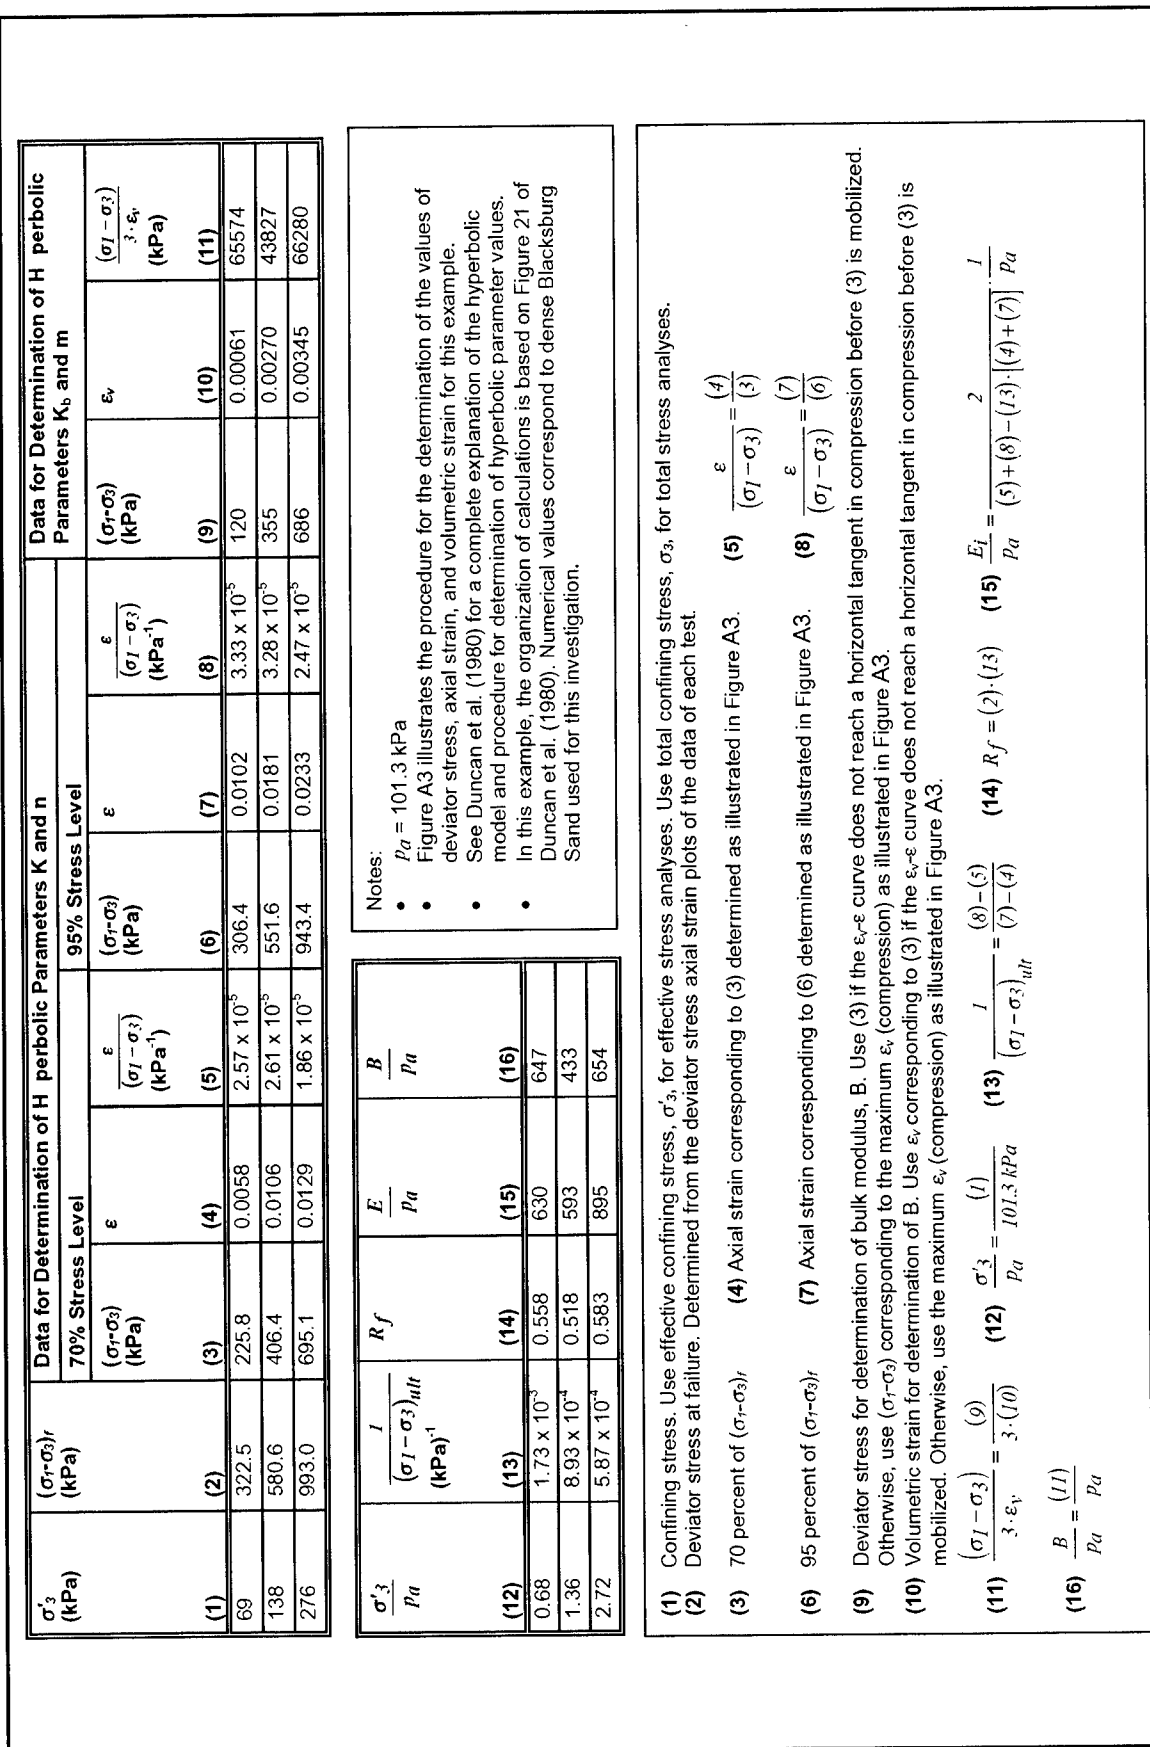 σ'3 (kPa) | (σ1-σ3)f (kPa) | Data for Determination of H perbolic Parameters K and n | Data for Determination of H perbolic Parameters Kb and m
70% Stress Level | 95% Stress Level
(σ1-σ3) (kPa) | ε | ε/(σ1 − σ3) (kPa-1) | (σ1-σ3) (kPa) | ε | ε/(σ1 − σ3) (kPa-1) | (σ1-σ3) (kPa) | εv | (σ1 − σ3)/3·εv (kPa)
(1) | (2) | (3) | (4) | (5) | (6) | (7) | (8) | (9) | (10) | (11)
69 | 322.5 | 225.8 | 0.0058 | 2.57 x 10-5 | 306.4 | 0.0102 | 3.33 x 10-5 | 120 | 0.00061 | 65574
138 | 580.6 | 406.4 | 0.0106 | 2.61 x 10-5 | 551.6 | 0.0181 | 3.28 x 10-5 | 355 | 0.00270 | 43827
276 | 993.0 | 695.1 | 0.0129 | 1.86 x 10-5 | 943.4 | 0.0233 | 2.47 x 10-5 | 686 | 0.00345 | 66280
σ'3/pa | 1/(σ1 − σ3)ult (kPa)-1 | Rf | E/pa | B/pa
(12) | (13) | (14) | (15) | (16)
0.68 | 1.73 x 10-3 | 0.558 | 630 | 647
1.36 | 8.93 x 10-4 | 0.518 | 593 | 433
2.72 | 5.87 x 10-4 | 0.583 | 895 | 654
Notes:
• pa = 101.3 kPa
• Figure A3 illustrates the procedure for the determination of the values of
deviator stress, axial strain, and volumetric strain for this example.
• See Duncan et al. (1980) for a complete explanation of the hyperbolic
model and procedure for determination of hyperbolic parameter values.
• In this example, the organization of calculations is based on Figure 21 of
Duncan et al. (1980). Numerical values correspond to dense Blacksburg
Sand used for this investigation.
(1) Confining stress. Use effective confining stress, σ'3, for effective stress analyses. Use total confining stress, σ3, for total stress analyses.
(2) Deviator stress at failure. Determined from the deviator stress axial strain plots of the data of each test.
(3) 70 percent of (σ1-σ3)f (4) Axial strain corresponding to (3) determined as illustrated in Figure A3. (5) ε/(σ1 − σ3) = (4)/(3)
(6) 95 percent of (σ1-σ3)f (7) Axial strain corresponding to (6) determined as illustrated in Figure A3. (8) ε/(σ1 − σ3) = (7)/(6)
(9) Deviator stress for determination of bulk modulus, B. Use (3) if the εv-ε curve does not reach a horizontal tangent in compression before (3) is mobilized.
Otherwise, use (σ1-σ3) corresponding to the maximum εv (compression) as illustrated in Figure A3.
(10) Volumetric strain for determination of B. Use εv corresponding to (3) if the εv-ε curve does not reach a horizontal tangent in compression before (3) is
mobilized. Otherwise, use the maximum εv (compression) as illustrated in Figure A3.
(11) (σ1 − σ3)/3·εv = (9)/3·(10) (12) σ'3/pa = (1)/101.3 kPa (13) 1/(σ1 − σ3)ult = (8)−(5)/(7)−(4) (14) Rf = (2)·(13) (15) Ei/pa = 2/(5)+(8)−(13)·[(4)+(7)] · 1/pa
(16) B/pa = (11)/pa